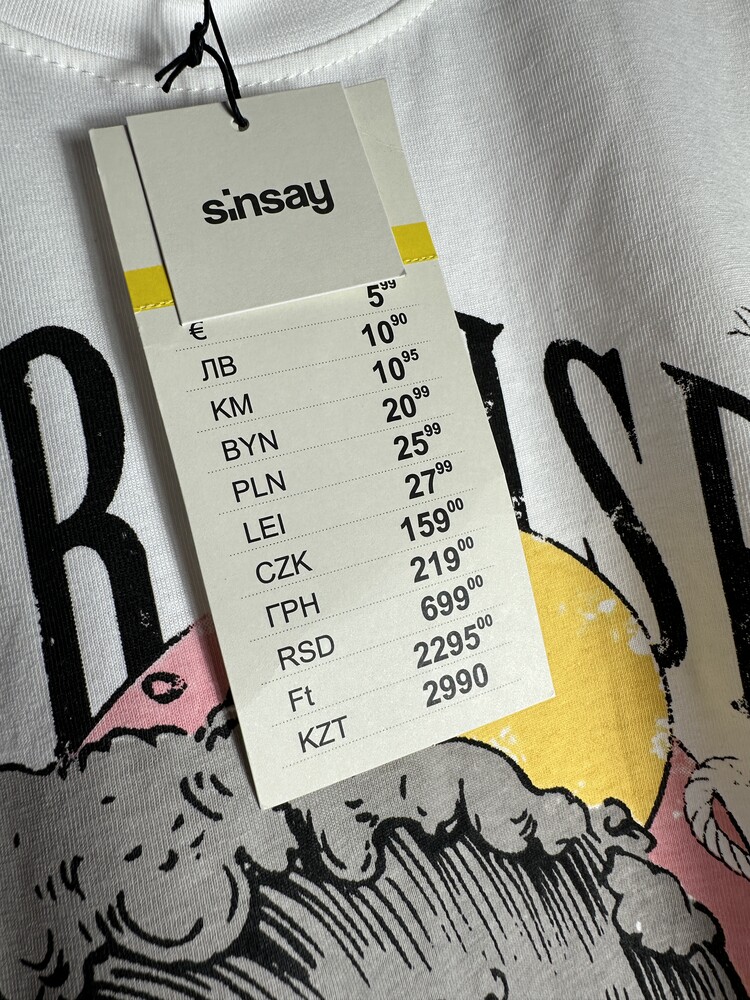 sinsay
€ 5⁹⁹
ЛВ 10⁹⁰
KM 10⁹⁵
BYN 20⁹⁹
PLN 25⁹⁹
LEI 27⁹⁹
CZK 159⁰⁰
ГРН 219⁰⁰
RSD 699⁰⁰
Ft 2295⁰⁰
KZT 2990